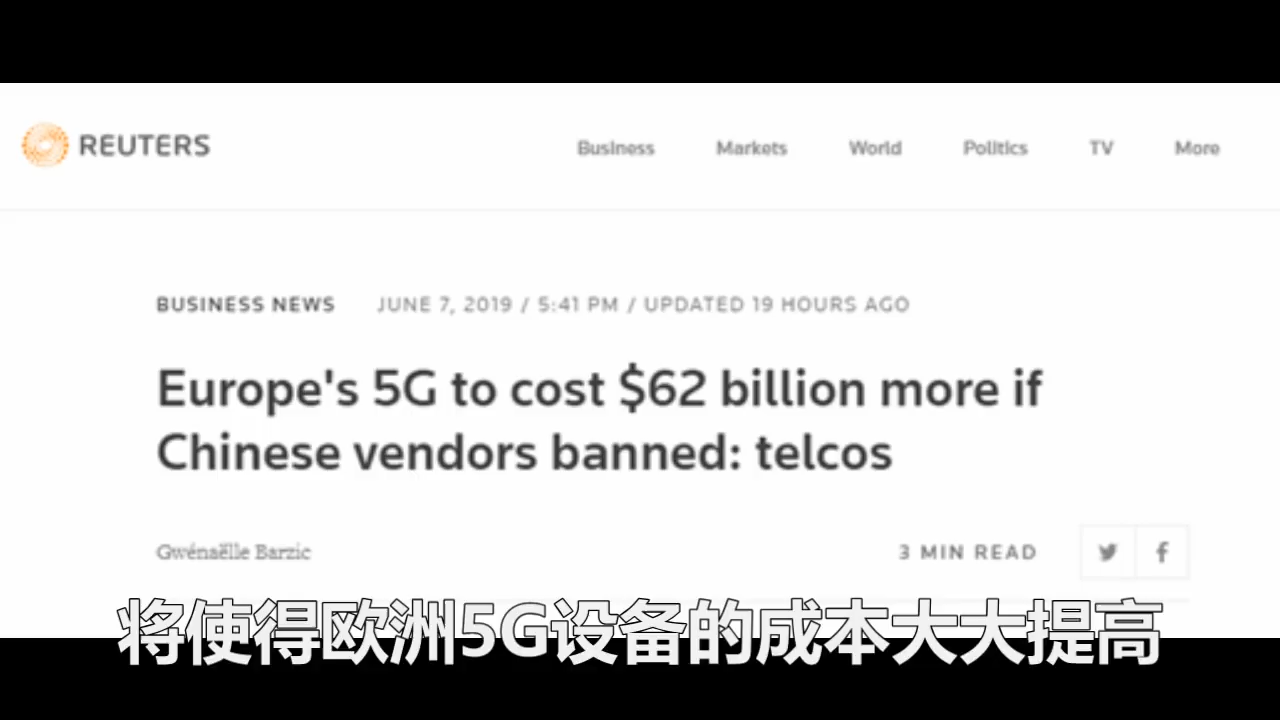 REUTERS
Business Markets World Politics TV More
BUSINESS NEWS JUNE 7, 2019 / 5:41 PM / UPDATED 19 HOURS AGO
Europe's 5G to cost $62 billion more if
Chinese vendors banned: telcos
Gwénaëlle Barzic
3 MIN READ
将使得欧洲5G设备的成本大大提高